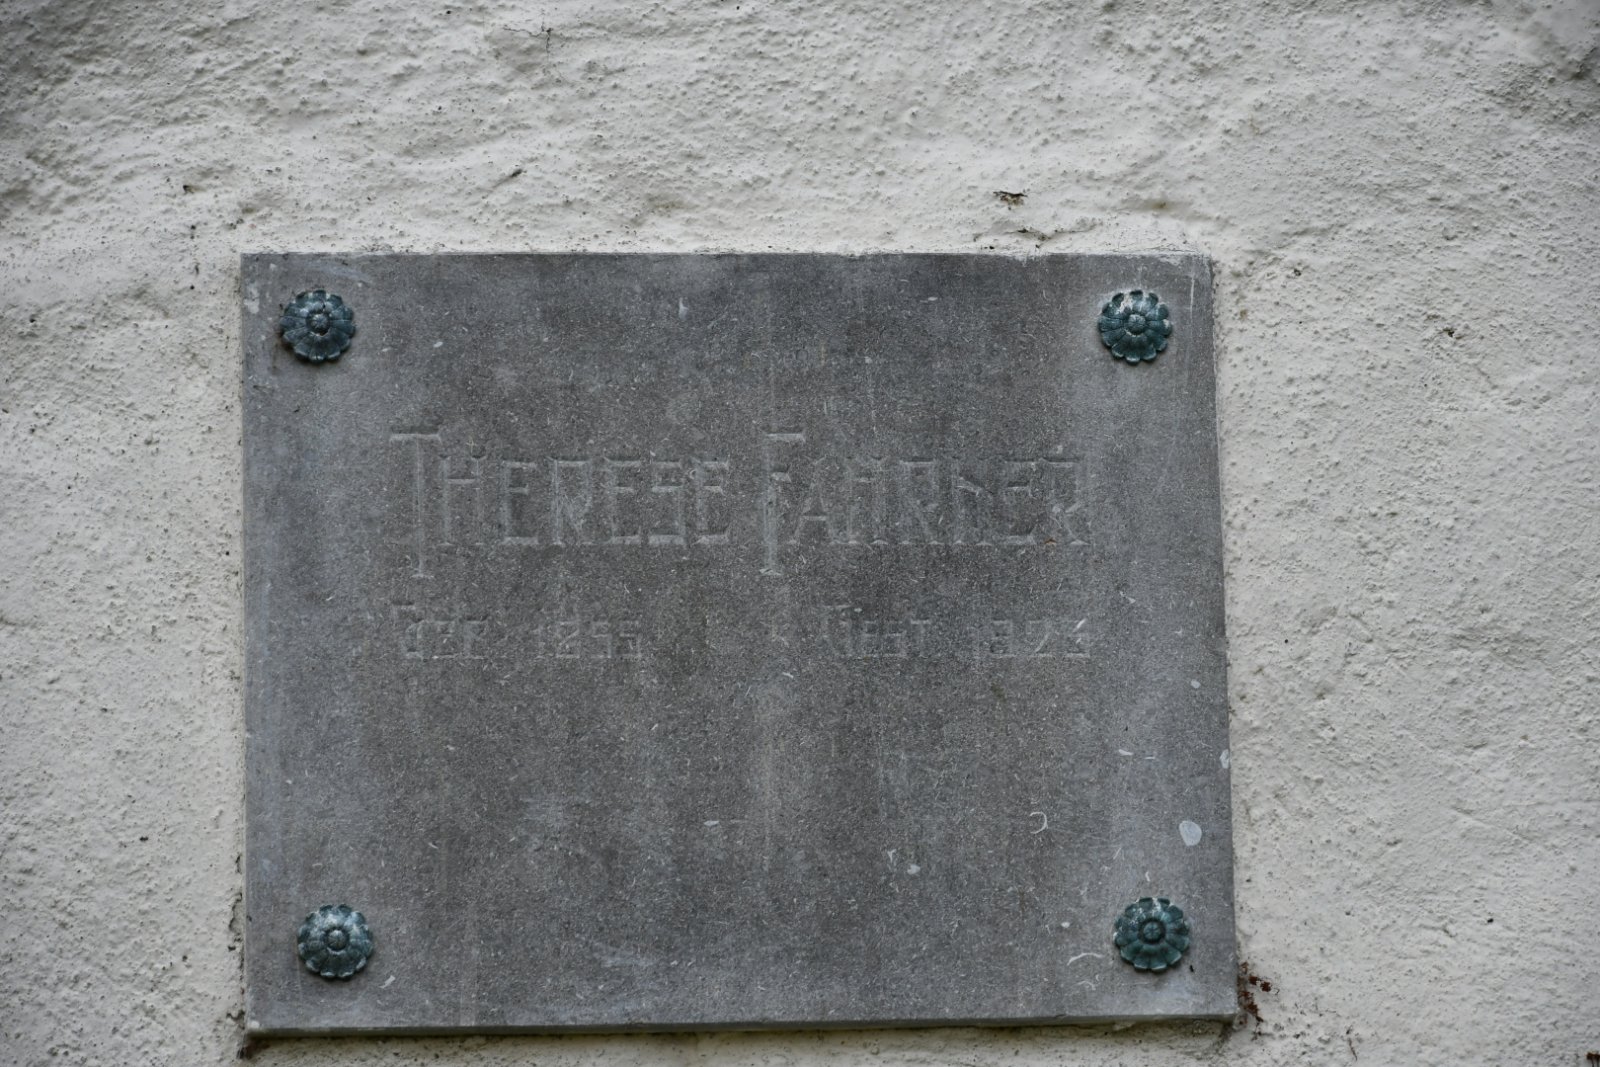 THERESE FAHRNER
GEB. 1855 GEST. 1923